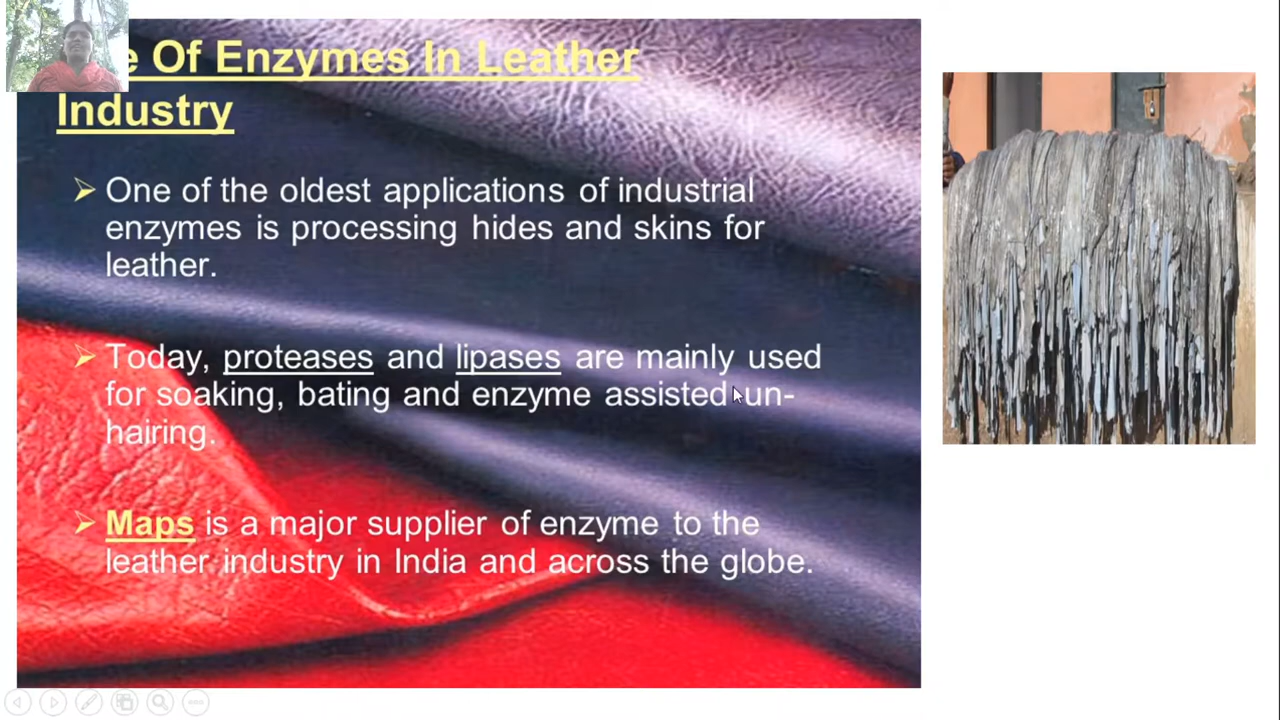 e Of Enzymes In Leather
Industry
One of the oldest applications of industrial
enzymes is processing hides and skins for
leather.
Today, proteases and lipases are mainly used
for soaking, bating and enzyme assisted un-
hairing.
Maps is a major supplier of enzyme to the
leather industry in India and across the globe.